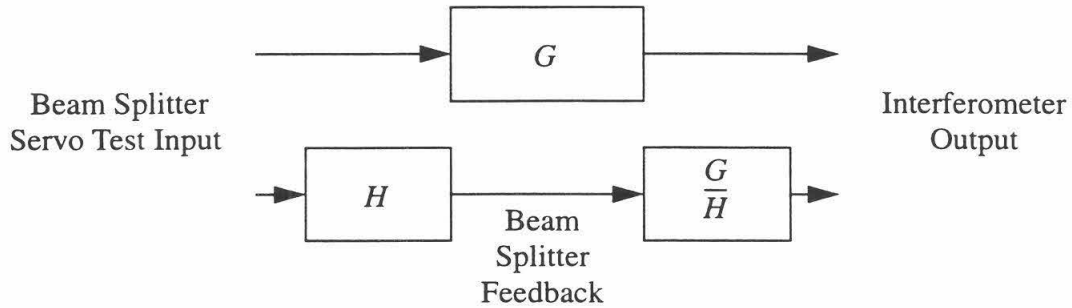 G
Beam Splitter
Servo Test Input
Interferometer
Output
H
Beam
Splitter
Feedback
G
H